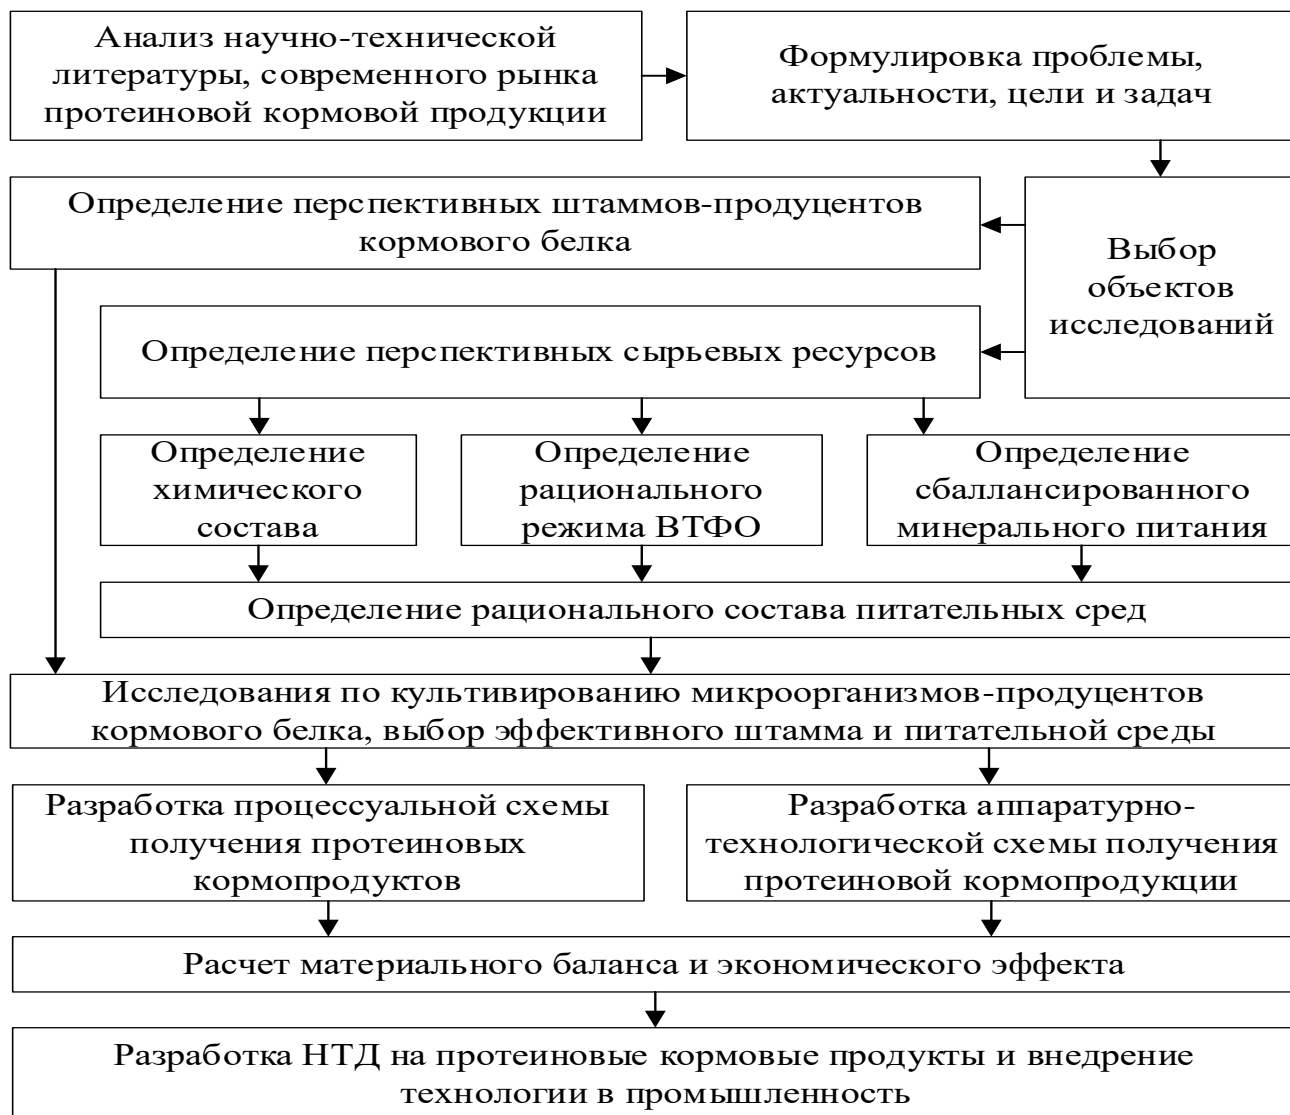 Анализ научно-технической
литературы, современного рынка
протеиновой кормовой продукции
Формулировка проблемы,
актуальности, цели и задач
Определение перспективных штаммов-продуцентов
кормового белка
Выбор
объектов
исследований
Определение перспективных сырьевых ресурсов
Определение
химического
состава
Определение
рационального
режима ВТФО
Определение
сбаллансированного
минерального питания
Определение рационального состава питательных сред
Исследования по культивированию микроорганизмов-продуцентов
кормового белка, выбор эффективного штамма и питательной среды
Разработка процессуальной схемы
получения протеиновых
кормопродуктов
Разработка аппаратурно-
технологической схемы получения
протеиновой кормопродукции
Расчет материального баланса и экономического эффекта
Разработка НТД на протеиновые кормовые продукты и внедрение
технологии в промышленность